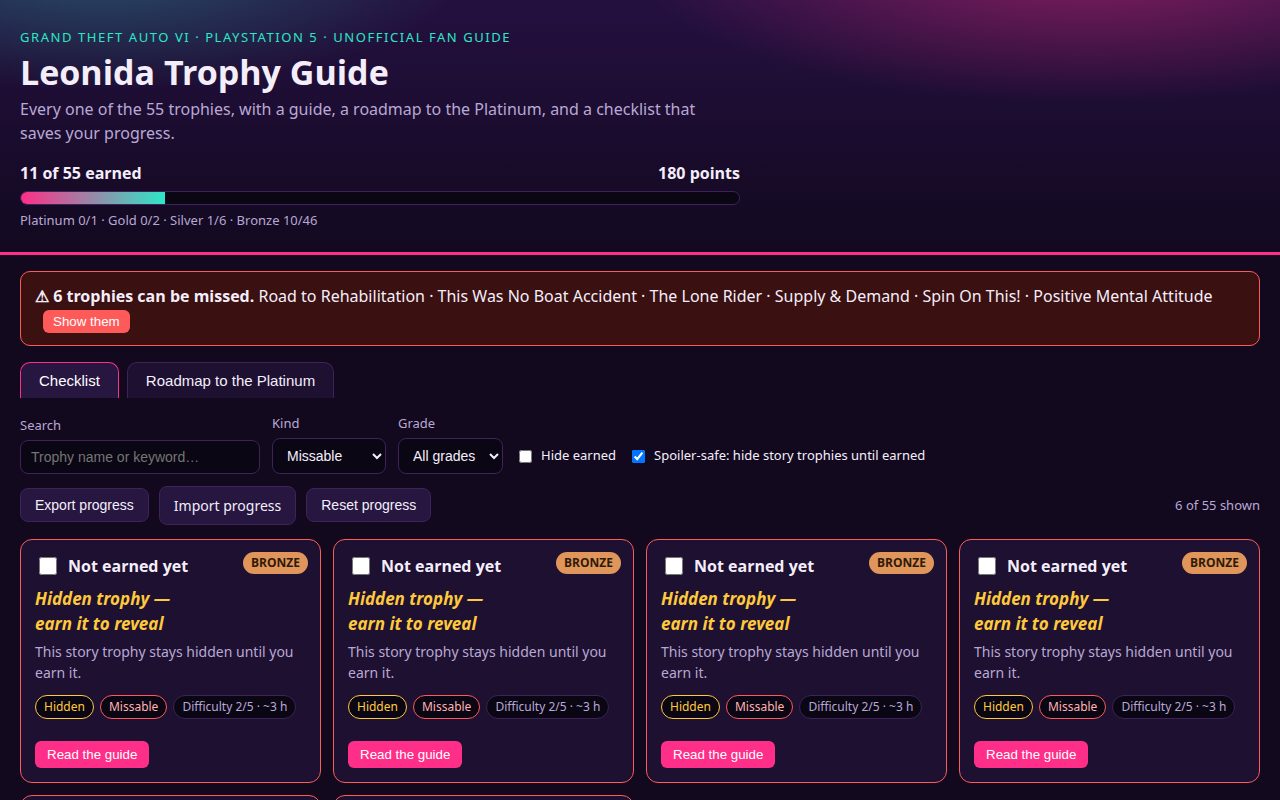 GRAND THEFT AUTO VI · PLAYSTATION 5 · UNOFFICIAL FAN GUIDE
Leonida Trophy Guide
Every one of the 55 trophies, with a guide, a roadmap to the Platinum, and a checklist that
saves your progress.
11 of 55 earned 180 points
Platinum 0/1 · Gold 0/2 · Silver 1/6 · Bronze 10/46
⚠ 6 trophies can be missed. Road to Rehabilitation · This Was No Boat Accident · The Lone Rider · Supply & Demand · Spin On This! · Positive Mental Attitude
Show them
Checklist Roadmap to the Platinum
Search Kind Grade
Trophy name or keyword… Missable All grades Hide earned Spoiler-safe: hide story trophies until earned
Export progress Import progress Reset progress 6 of 55 shown
Not earned yet BRONZE Not earned yet BRONZE Not earned yet BRONZE Not earned yet BRONZE
Hidden trophy — Hidden trophy — Hidden trophy — Hidden trophy —
earn it to reveal earn it to reveal earn it to reveal earn it to reveal
This story trophy stays hidden until you This story trophy stays hidden until you This story trophy stays hidden until you This story trophy stays hidden until you
earn it. earn it. earn it. earn it.
Hidden Missable Difficulty 2/5 · ~3 h Hidden Missable Difficulty 2/5 · ~3 h Hidden Missable Difficulty 2/5 · ~3 h Hidden Missable Difficulty 2/5 · ~3 h
Read the guide Read the guide Read the guide Read the guide